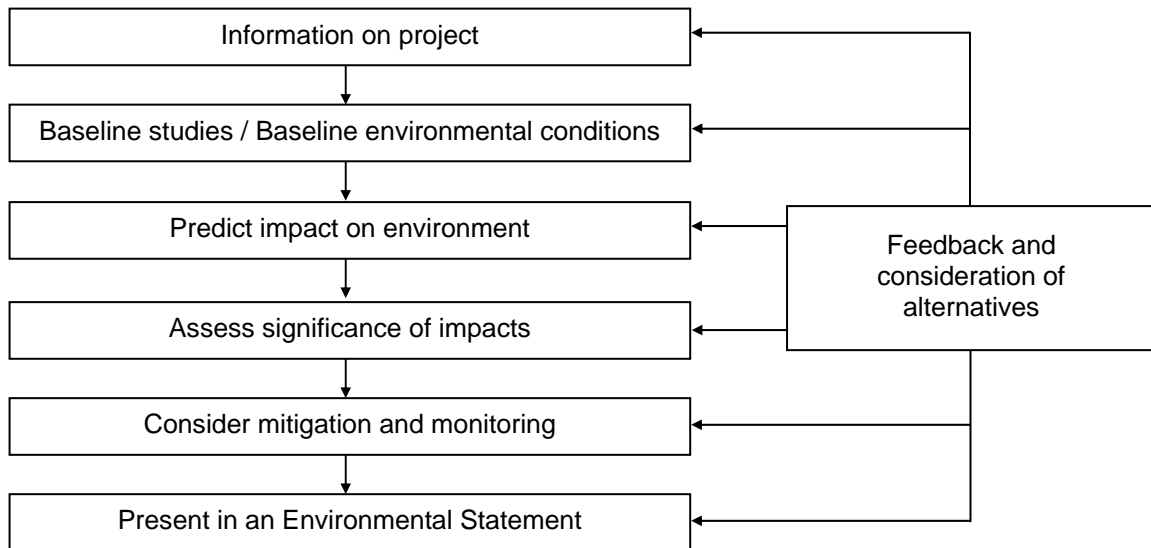 Information on project
Baseline studies / Baseline environmental conditions
Predict impact on environment
Feedback and
consideration of
alternatives
Assess significance of impacts
Consider mitigation and monitoring
Present in an Environmental Statement